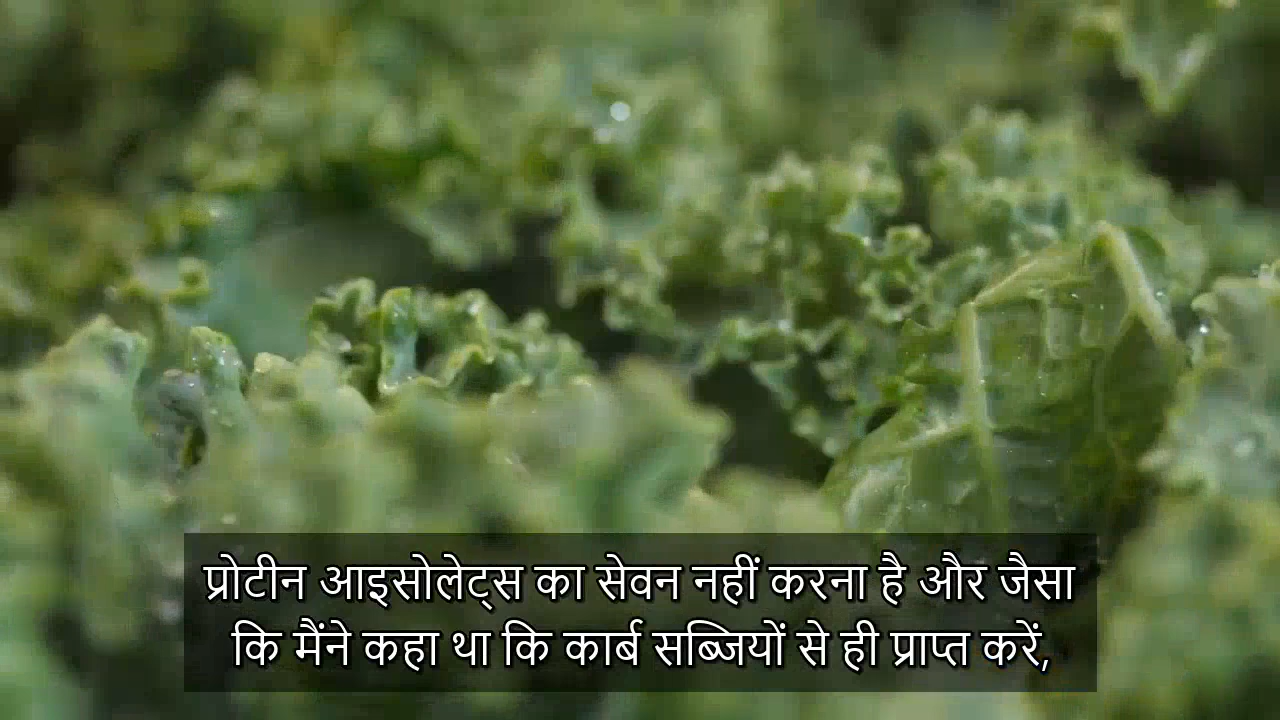 प्रोटीन आइसोलेट्स का सेवन नहीं करना है और जैसा
कि मैंने कहा था कि कार्ब सब्जियों से ही प्राप्त करें,